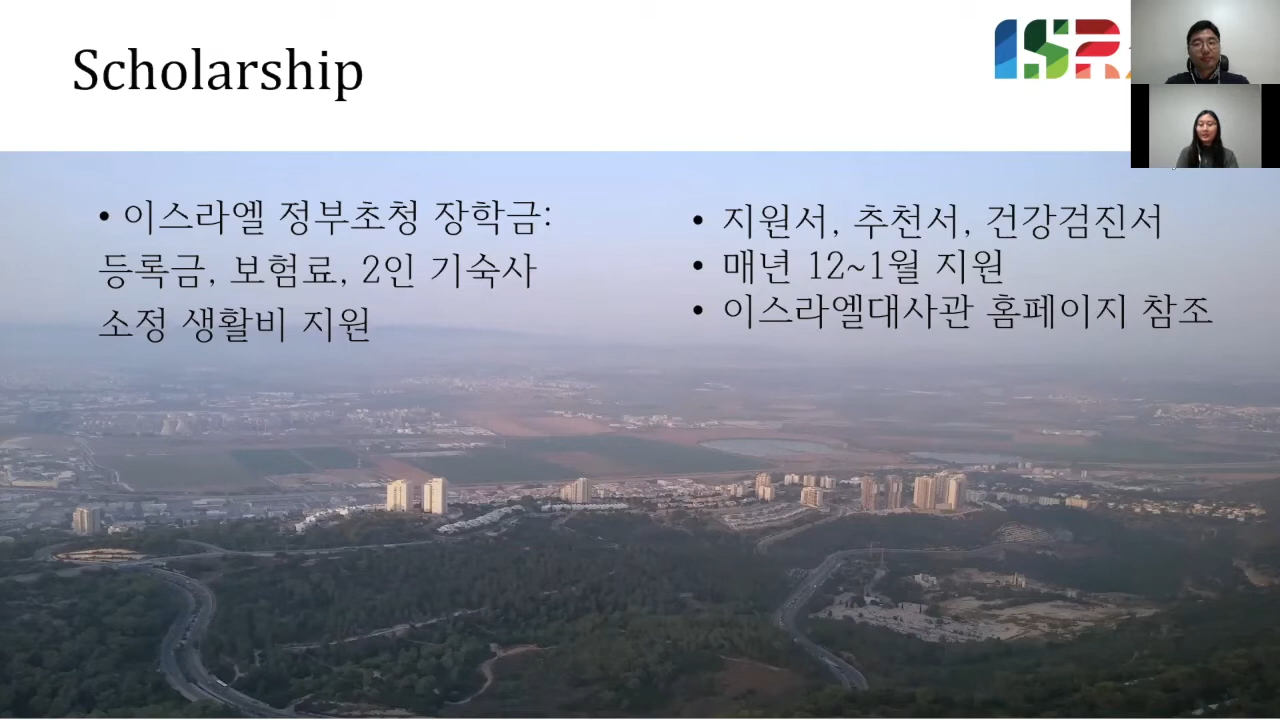 Scholarship
ISR
• 이스라엘 정부초청 장학금:
등록금, 보험료, 2인 기숙사
소정 생활비 지원
• 지원서, 추천서, 건강검진서
• 매년 12~1월 지원
• 이스라엘대사관 홈페이지 참조